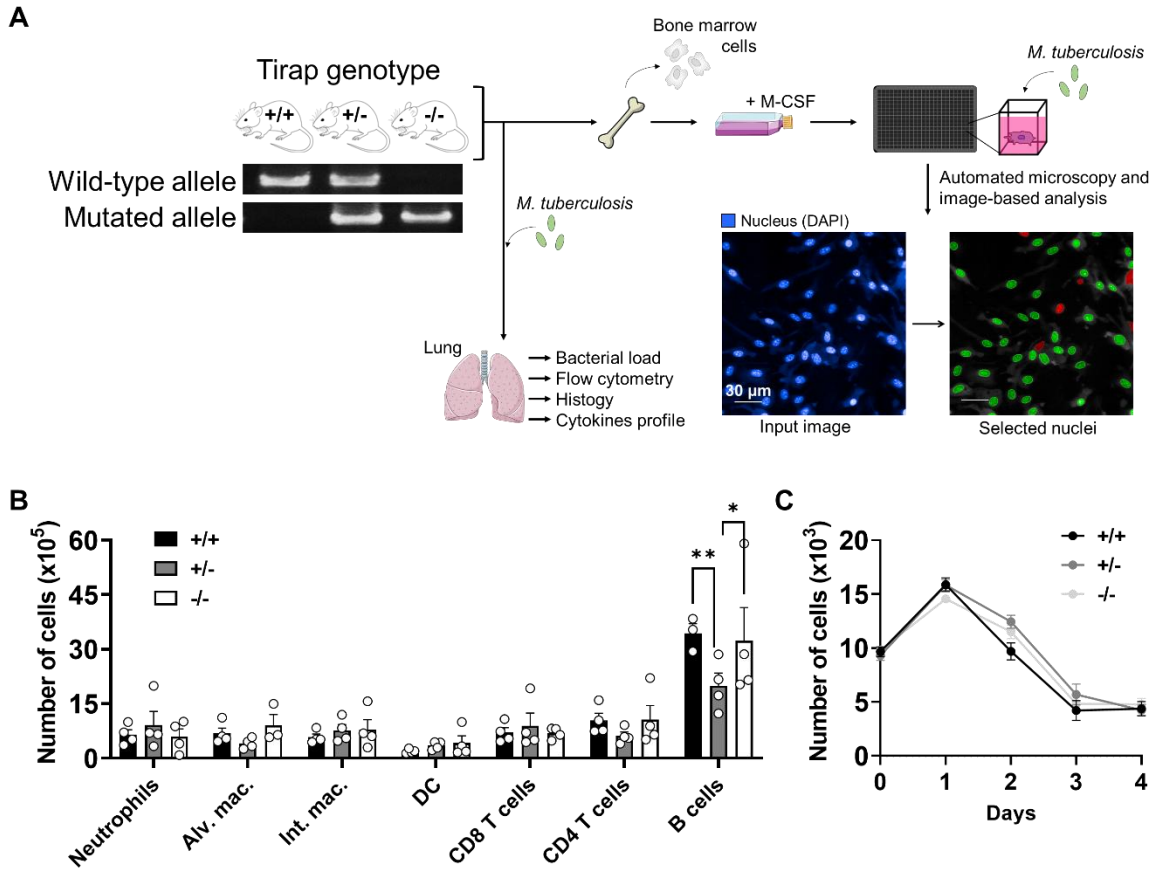 A
Tirap genotype
+/+ +/- -/-
Wild-type allele
Mutated allele
Bone marrow
cells
+ M-CSF
M. tuberculosis
Automated microscopy and
image-based analysis
M. tuberculosis
Nucleus (DAPI)
30 µm
Input image
Selected nuclei
Lung
Bacterial load
Flow cytometry
Histogy
Cytokines profile
B
Number of cells (x10⁵)
60
45
30
15
0
+/+
+/-
-/-
**
*
Neutrophils
Alv. mac.
Int. mac.
DC
CD8 T cells
CD4 T cells
B cells
C
Number of cells (x10³)
20
15
10
5
0
+/+
+/-
-/-
0 1 2 3 4
Days